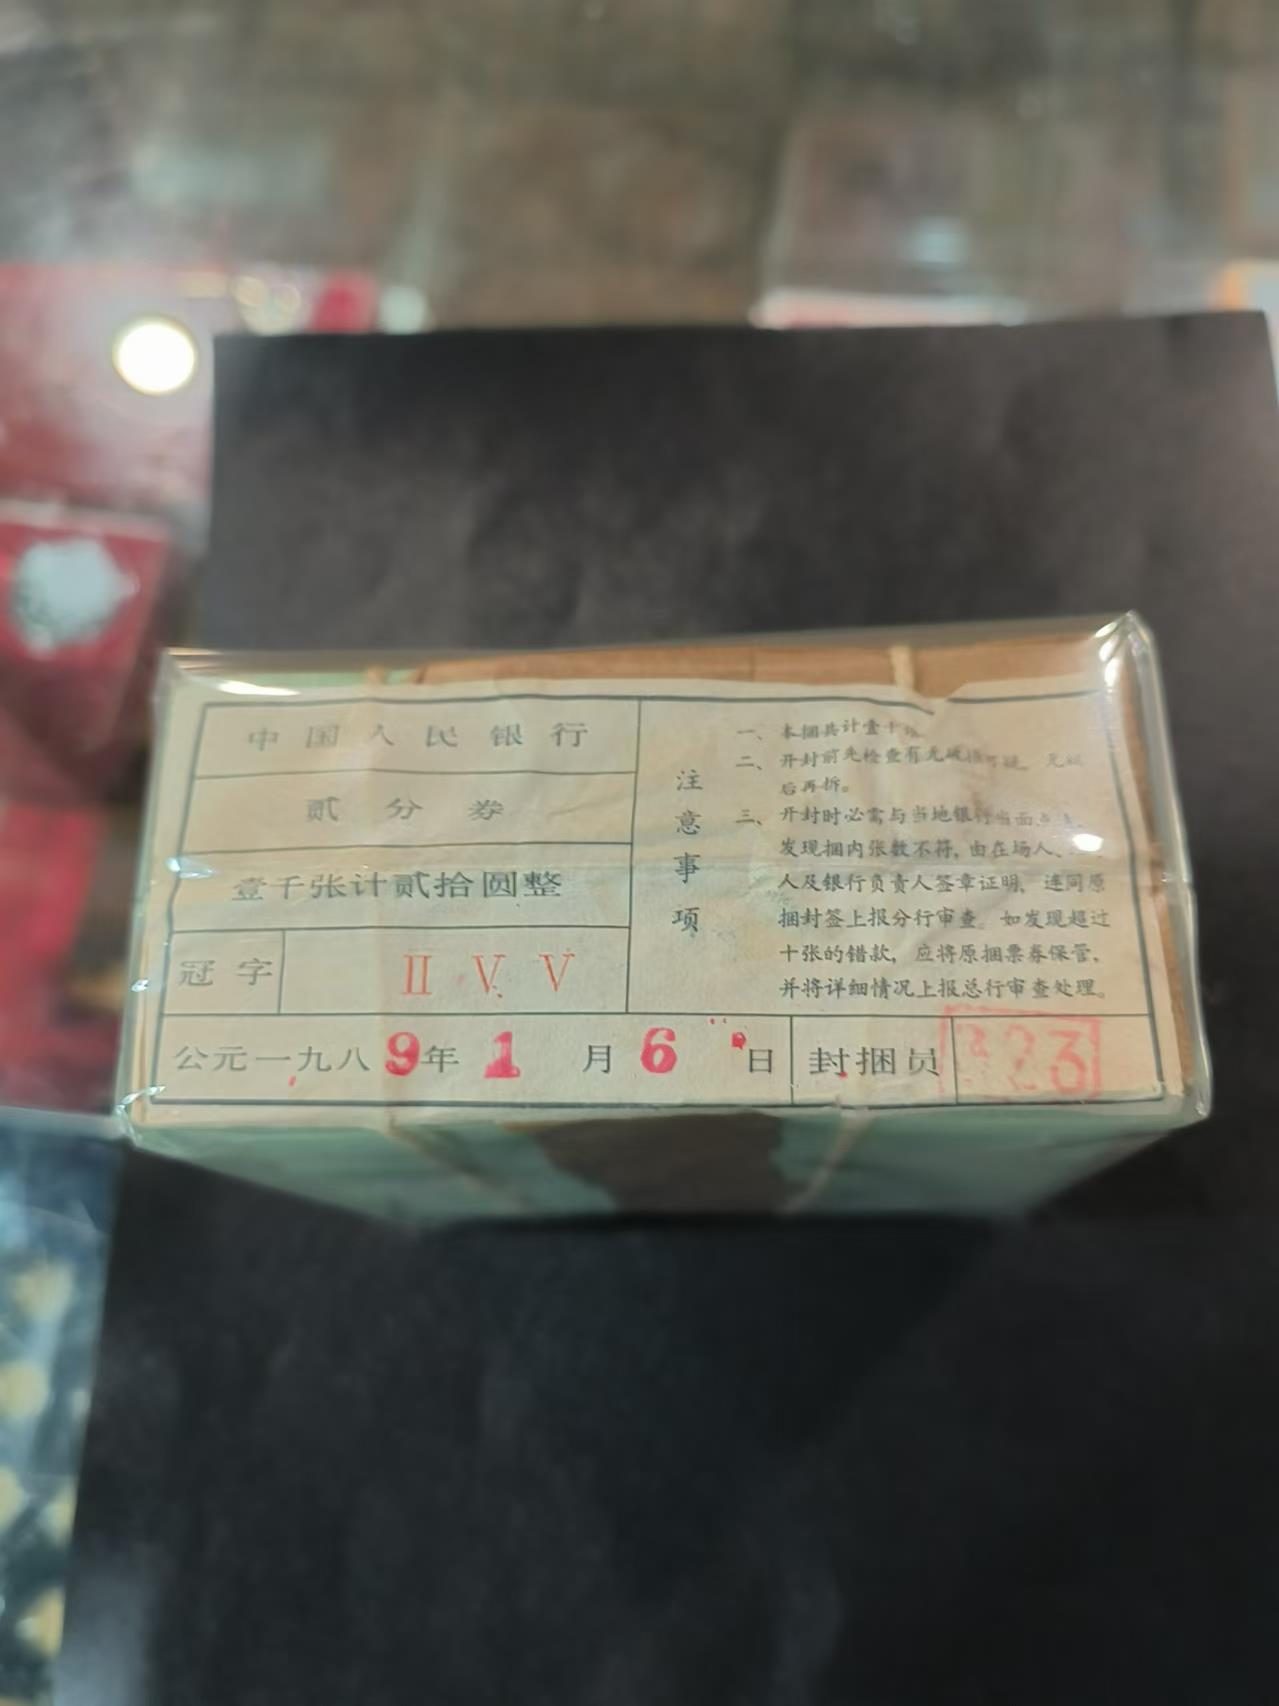 中国人民银行
贰分券
壹千张计贰拾圆整
冠字 Ⅱ Ⅴ Ⅴ
公元一九八9年1月6日
封捆员 23
注意事项
一、本捆共计壹千张
二、开封前先检查有无破损可疑,无疑
后再拆。
三、开封时必需与当地银行当面点
发现捆内张数不符,由在场人、
人及银行负责人签章证明,连同原
捆封签上报分行审查。如发现超过
十张的错款,应将原捆票券保管,
并将详细情况上报总行审查处理。